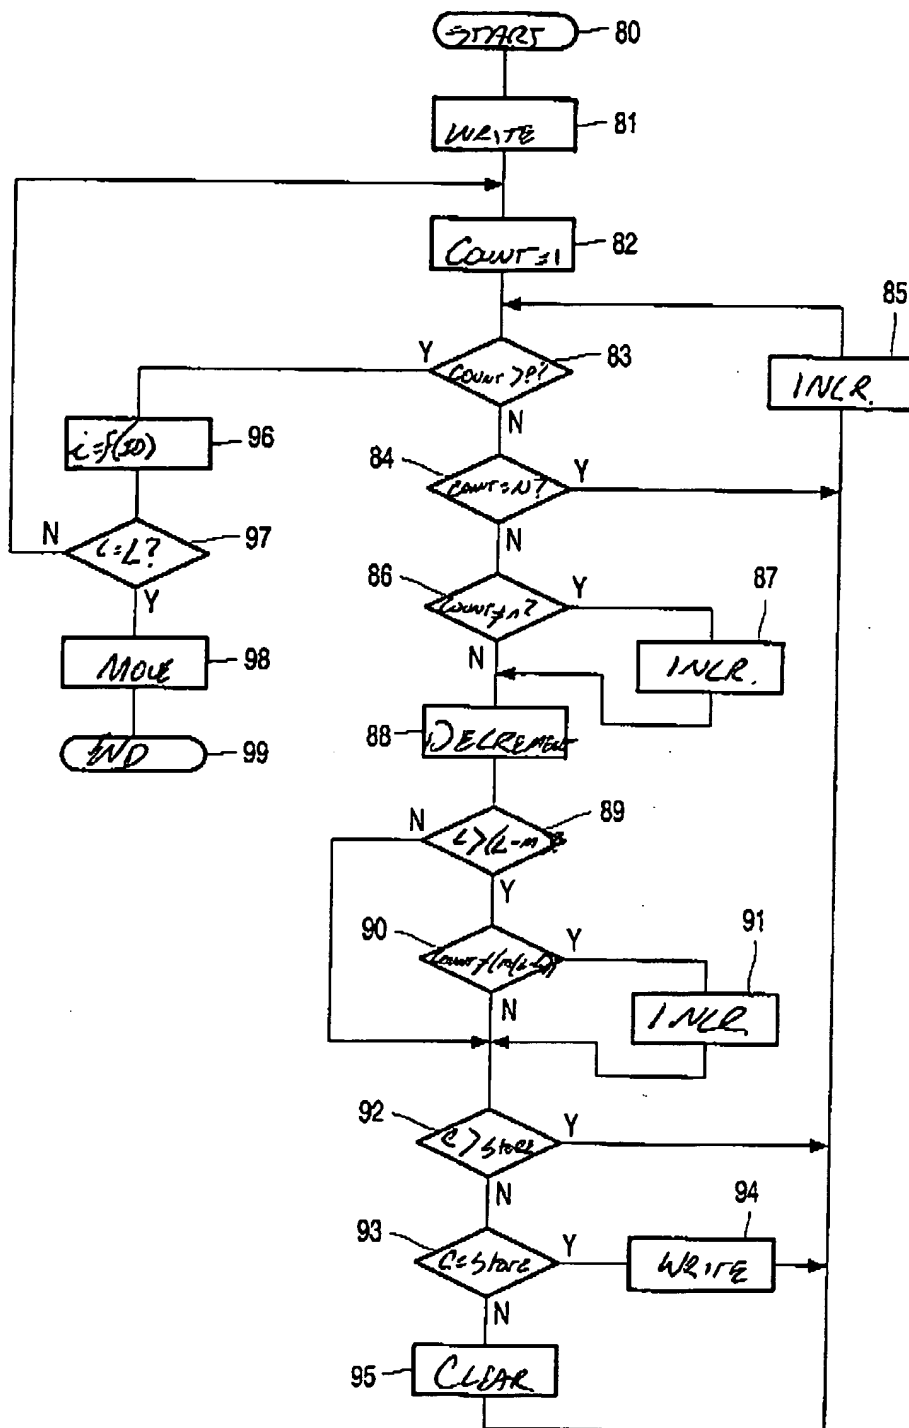 START
80
WRITE
81
COUNT=1
82
85
INCR.
Y
COUNT>P?
83
N
i=f(ID)
96
84
COUNT=N?
Y
N
N
i=L?
97
Y
86
COUNT≠n?
Y
87
N
INCR.
MOVE
98
88
DECREMENT
END
99
N
89
Y
90
Y
91
N
INCR
92
C>Store
Y
N
93
C=Store
Y
94
WRITE
N
95
CLEAR